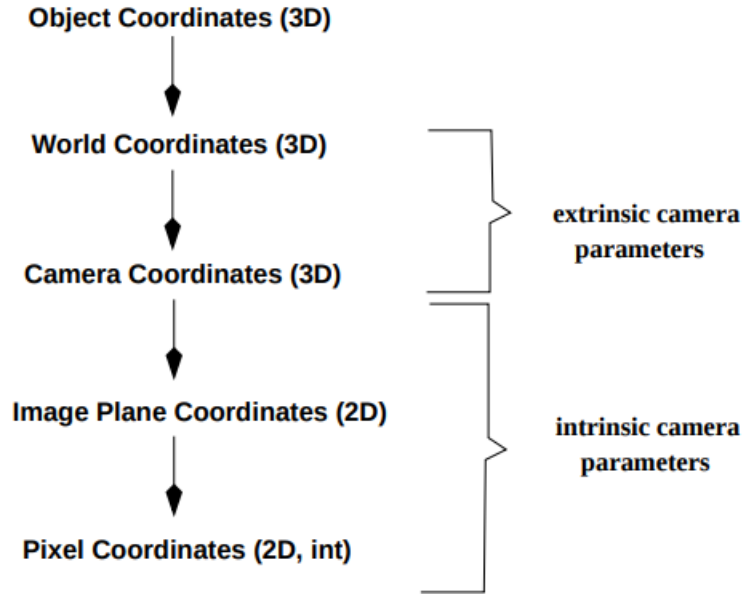 Object Coordinates (3D)
World Coordinates (3D)
extrinsic camera
parameters
Camera Coordinates (3D)
Image Plane Coordinates (2D)
intrinsic camera
parameters
Pixel Coordinates (2D, int)